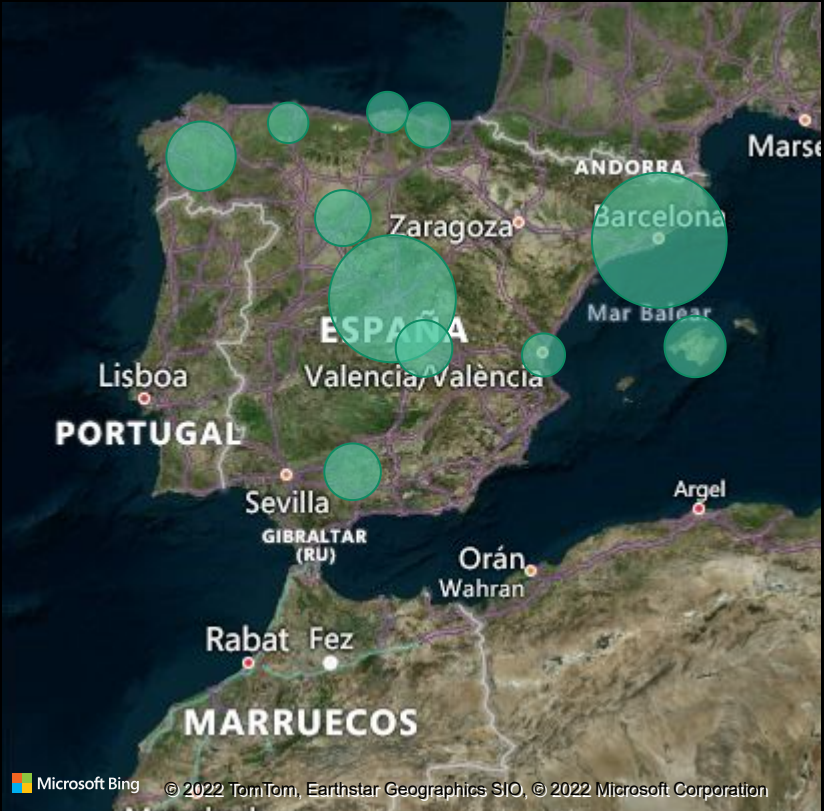 ANDORRA
Barcelona
Zaragoza
Mar Balear
ESPAÑA
Lisboa
Valencia/València
PORTUGAL
Sevilla
Argel
GIBRALTAR
(RU)
Orán
Wahran
Rabat
Fez
MARRUECOS
Microsoft Bing
© 2022 TomTom, Earthstar Geographics SIO, © 2022 Microsoft Corporation